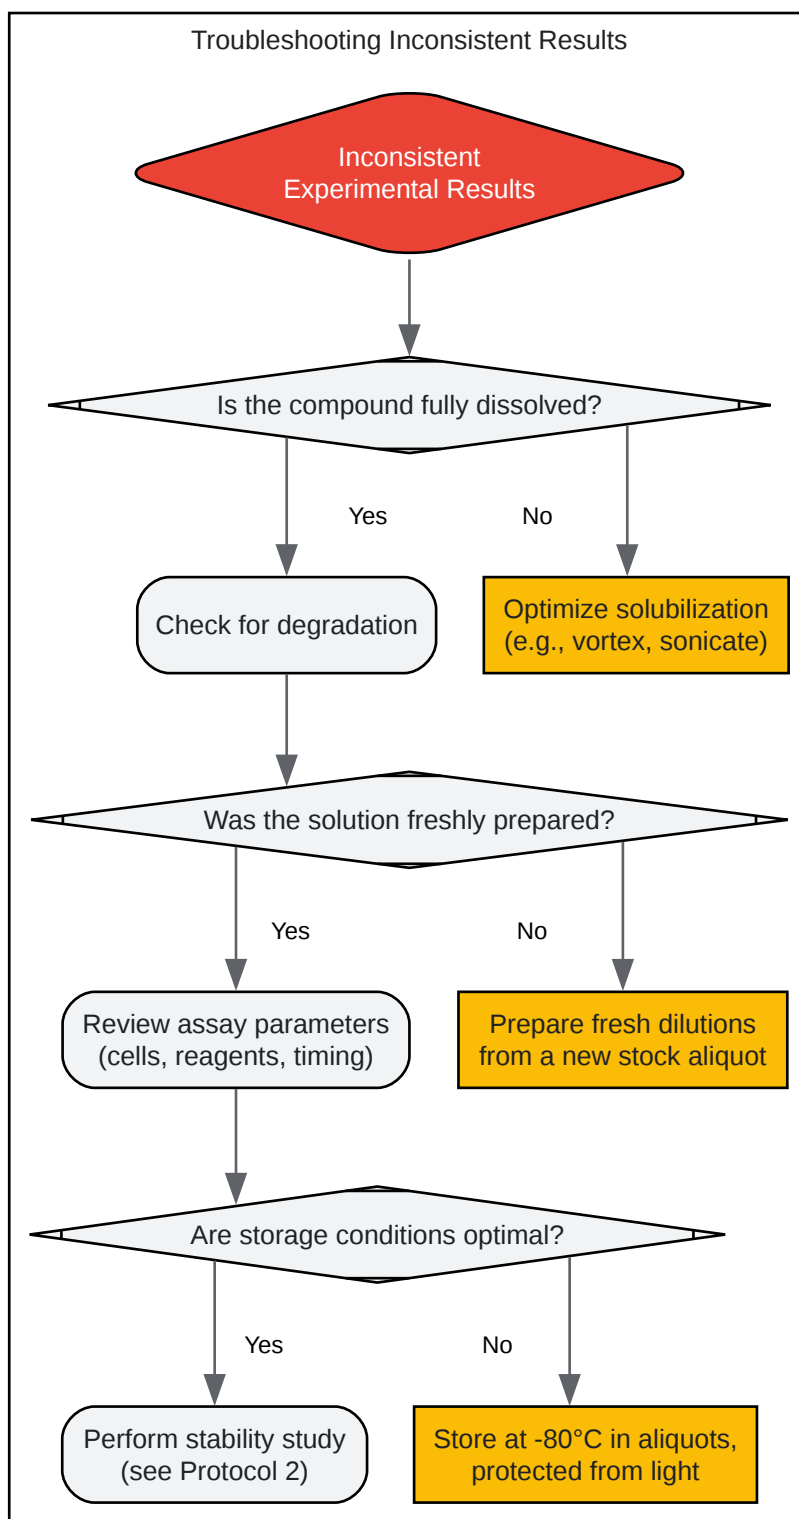 Troubleshooting Inconsistent Results
Inconsistent
Experimental Results
Is the compound fully dissolved?
Yes
No
Check for degradation
Optimize solubilization
(e.g., vortex, sonicate)
Was the solution freshly prepared?
Yes
No
Review assay parameters
(cells, reagents, timing)
Prepare fresh dilutions
from a new stock aliquot
Are storage conditions optimal?
Yes
No
Perform stability study
(see Protocol 2)
Store at -80°C in aliquots,
protected from light